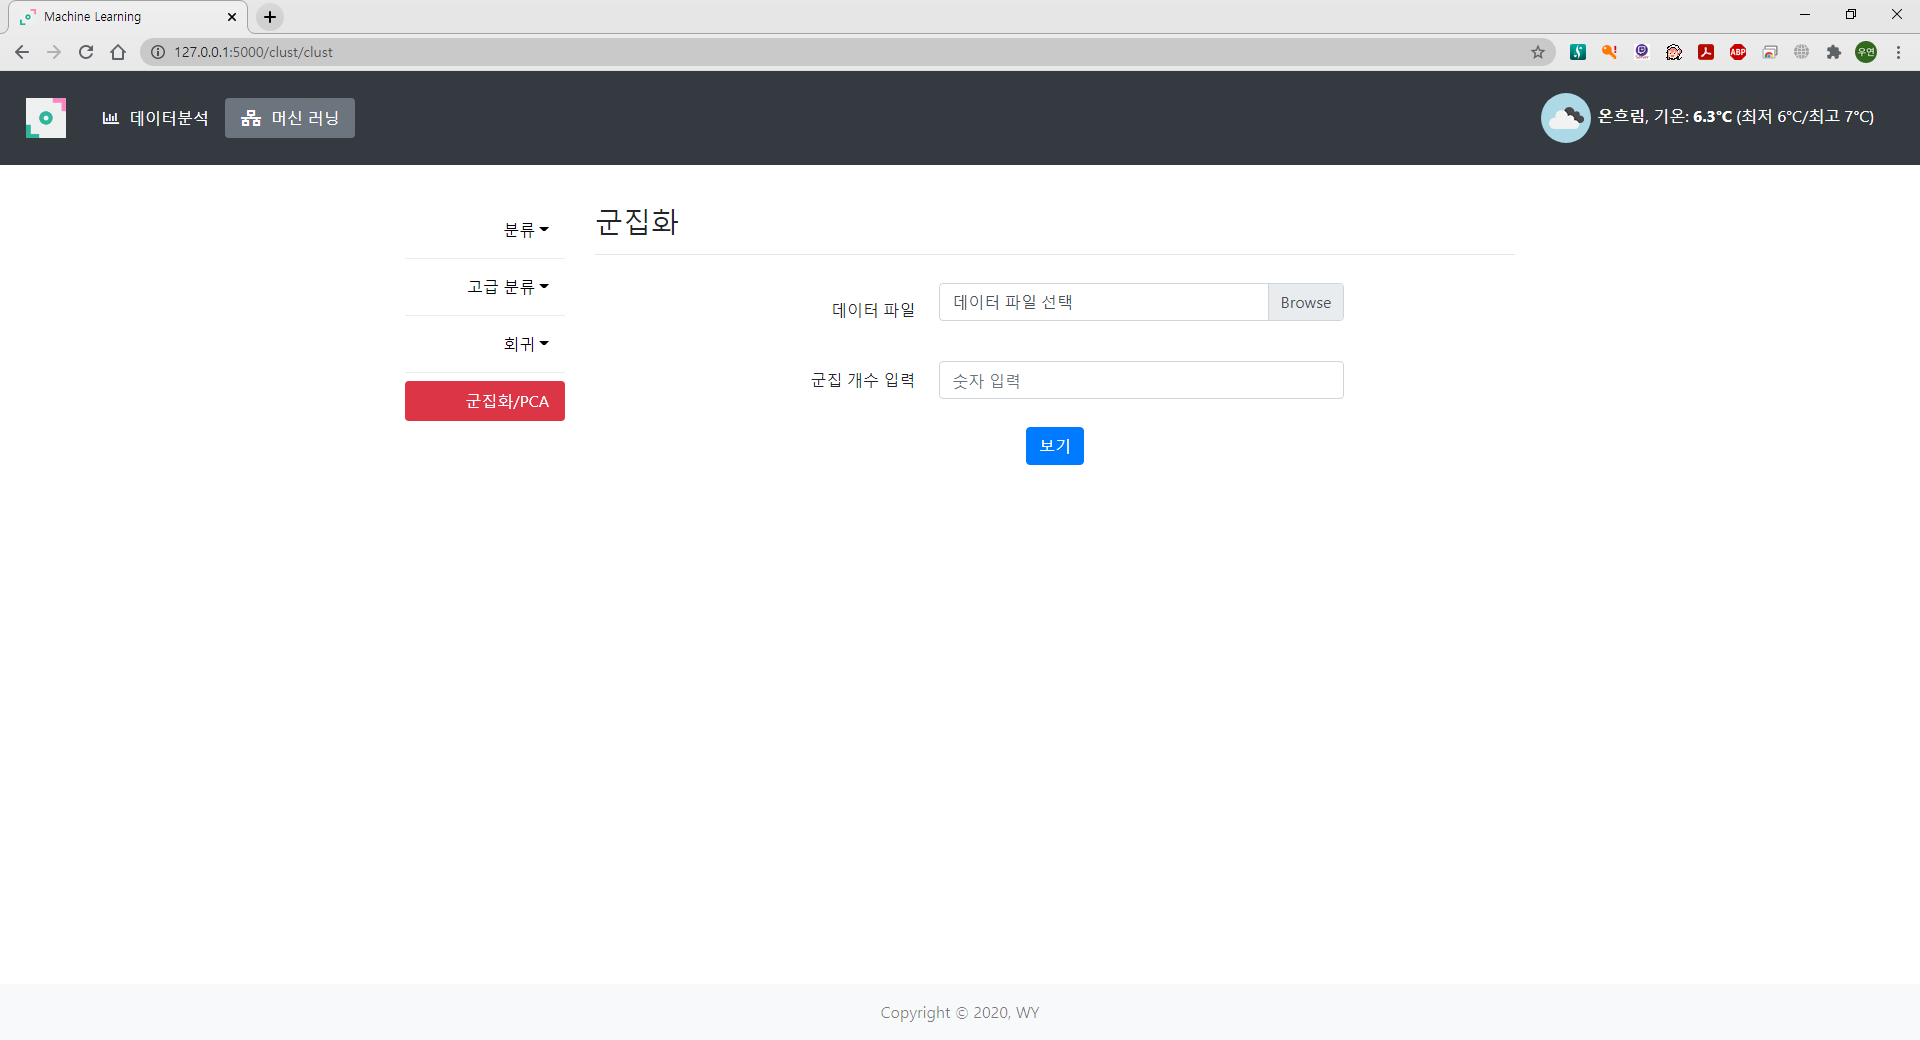 Machine Learning
127.0.0.1:5000/clust/clust
ABP
우연
데이터분석
머신 러닝
온흐림, 기온: 6.3°C (최저 6°C/최고 7°C)
분류
고급 분류
회귀
군집화/PCA
군집화
데이터 파일
데이터 파일 선택
Browse
군집 개수 입력
숫자 입력
보기
Copyright © 2020, WY